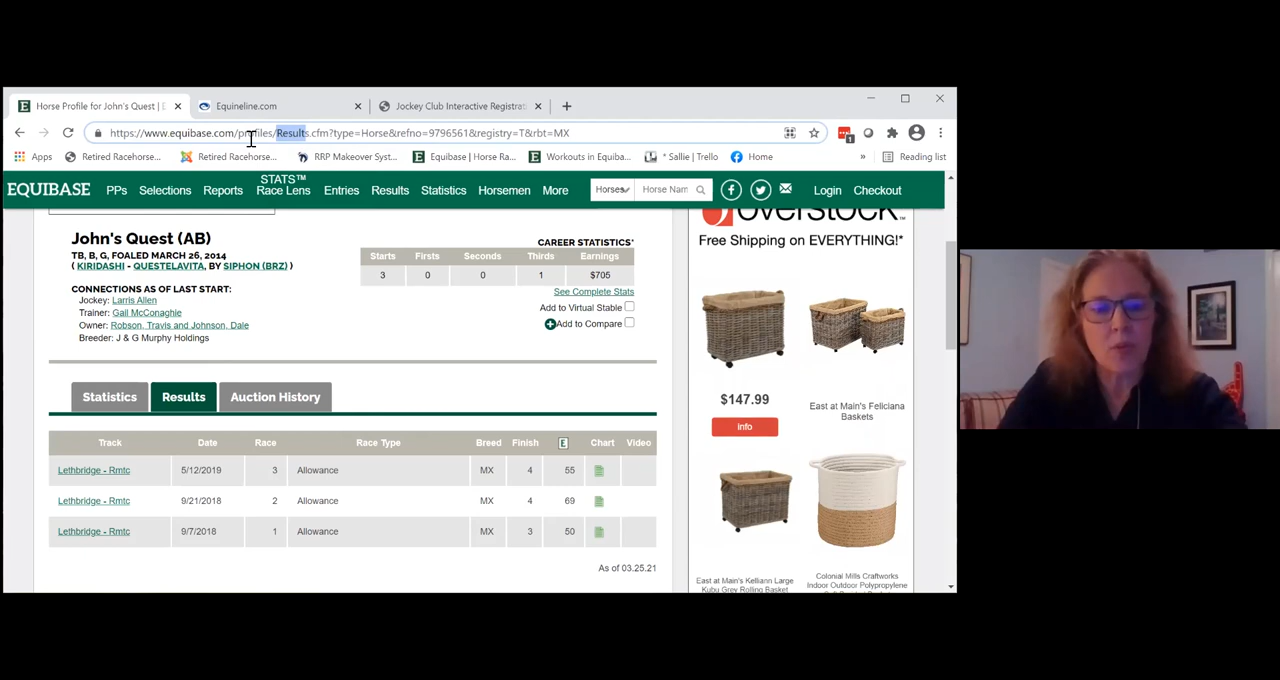 Horse Profile for John's Quest | E
Equineline.com
Jockey Club Interactive Registrat
https://www.equibase.com/profiles/Results.cfm?type=Horse&refno=9796561&registry=T&rbt=MX
Apps
Retired Racehorse...
Retired Racehorse...
RRP Makeover Syst...
Equibase | Horse Ra...
Workouts in Equiba...
* Sallie | Trello
Home
»
Reading list
EQUIBASE
PPs
Selections
Reports
STATS™
Race Lens
Entries
Results
Statistics
Horsemen
More
Horses
Horse Nam
Login
Checkout
John's Quest (AB)
TB, B, G, FOALED MARCH 26, 2014
( KIRIDASHI - QUESTELAVITA, BY SIPHON (BRZ) )
CONNECTIONS AS OF LAST START:
Jockey: Larris Allen
Trainer: Gail McConaghie
Owner: Robson, Travis and Johnson, Dale
Breeder: J & G Murphy Holdings
CAREER STATISTICS*
Starts Firsts Seconds Thirds Earnings
3 0 0 1 $705
See Complete Stats
Add to Virtual Stable
Add to Compare
Statistics Results Auction History
Track Date Race Race Type Breed Finish E Chart Video
Lethbridge - Rmtc 5/12/2019 3 Allowance MX 4 55
Lethbridge - Rmtc 9/21/2018 2 Allowance MX 4 69
Lethbridge - Rmtc 9/7/2018 1 Allowance MX 3 50
As of 03.25.21
overstock™
Free Shipping on EVERYTHING!*
$147.99
info
East at Main's Feliciana
Baskets
East at Main's Kelliann Large
Kubu Grey Rolling Basket
Colonial Mills Craftworks
Indoor Outdoor Polypropylene